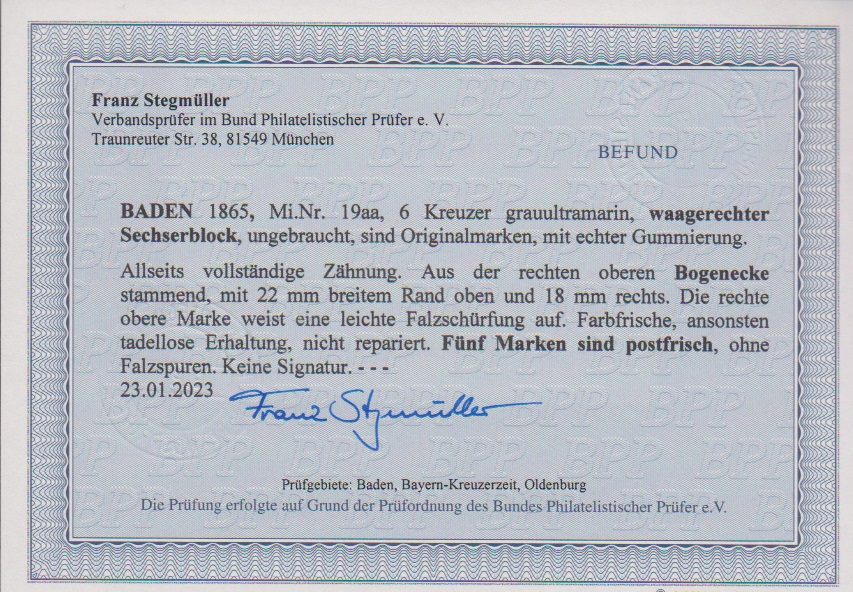 Franz Stegmüller
Verbandsprüfer im Bund Philatelistischer Prüfer e. V.
Traunreuter Str. 38, 81549 München
BEFUND
BADEN 1865, Mi.Nr. 19aa, 6 Kreuzer grauultramarin, waagerechter
Sechserblock, ungebraucht, sind Originalmarken, mit echter Gummierung.
Allseits vollständige Zähnung. Aus der rechten oberen Bogenecke
stammend, mit 22 mm breitem Rand oben und 18 mm rechts. Die rechte
obere Marke weist eine leichte Falzschürfung auf. Farbfrische, ansonsten
tadellose Erhaltung, nicht repariert. Fünf Marken sind postfrisch, ohne
Falzspuren. Keine Signatur. - - -
23.01.2023
Franz Stegmüller
Prüfgebiete: Baden, Bayern-Kreuzerzeit, Oldenburg
Die Prüfung erfolgte auf Grund der Prüfordnung des Bundes Philatelistischer Prüfer e.V.